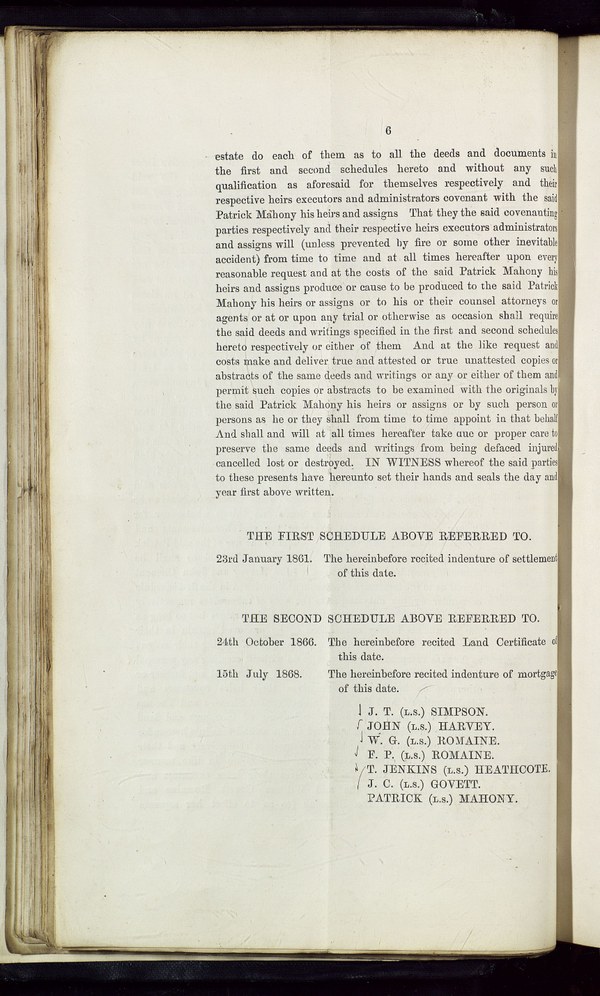 6
estate do each of them as to all the deeds and documents in
the first and second schedules hereto and without any such
qualification as aforesaid for themselves respectively and their
respective heirs executors and administrators covenant with the said
Patrick Mahony his heirs and assigns That they the said covenanting
parties respectively and their respective heirs executors administrators
and assigns will (unless prevented by fire or some other inevitable
accident) from time to time and at all times hereafter upon every
reasonable request and at the costs of the said Patrick Mahony his
heirs and assigns produce or cause to be produced to the said Patrick
Mahony his heirs or assigns or to his or their counsel attorneys or
agents or at or upon any trial or otherwise as occasion shall require
the said deeds and writings specified in the first and second schedules
hereto respectively or either of them And at the like request and
costs make and deliver true and attested or true unattested copies or
abstracts of the same deeds and writings or any or either of them and
permit such copies or abstracts to be examined with the originals by
the said Patrick Mahony his heirs or assigns or by such person or
persons as he or they shall from time to time appoint in that behalf
And shall and will at all times hereafter take due or proper care to
preserve the same deeds and writings from being defaced injured
cancelled lost or destroyed. IN WITNESS whereof the said parties
to these presents have hereunto set their hands and seals the day and
year first above written.
THE FIRST SCHEDULE ABOVE REFERRED TO.
23rd January 1861. The hereinbefore recited indenture of settlement
of this date.
THE SECOND SCHEDULE ABOVE REFERRED TO.
24th October 1866. The hereinbefore recited Land Certificate of
this date.
15th July 1868. The hereinbefore recited indenture of mortgage
of this date.
J. T. (L.S.) SIMPSON.
JOHN (L.S.) HARVEY.
W. G. (L.S.) ROMAINE.
F. P. (L.S.) ROMAINE.
T. JENKINS (L.S.) HEATHCOTE.
J. C. (L.S.) GOVETT.
PATRICK (L.S.) MAHONY.